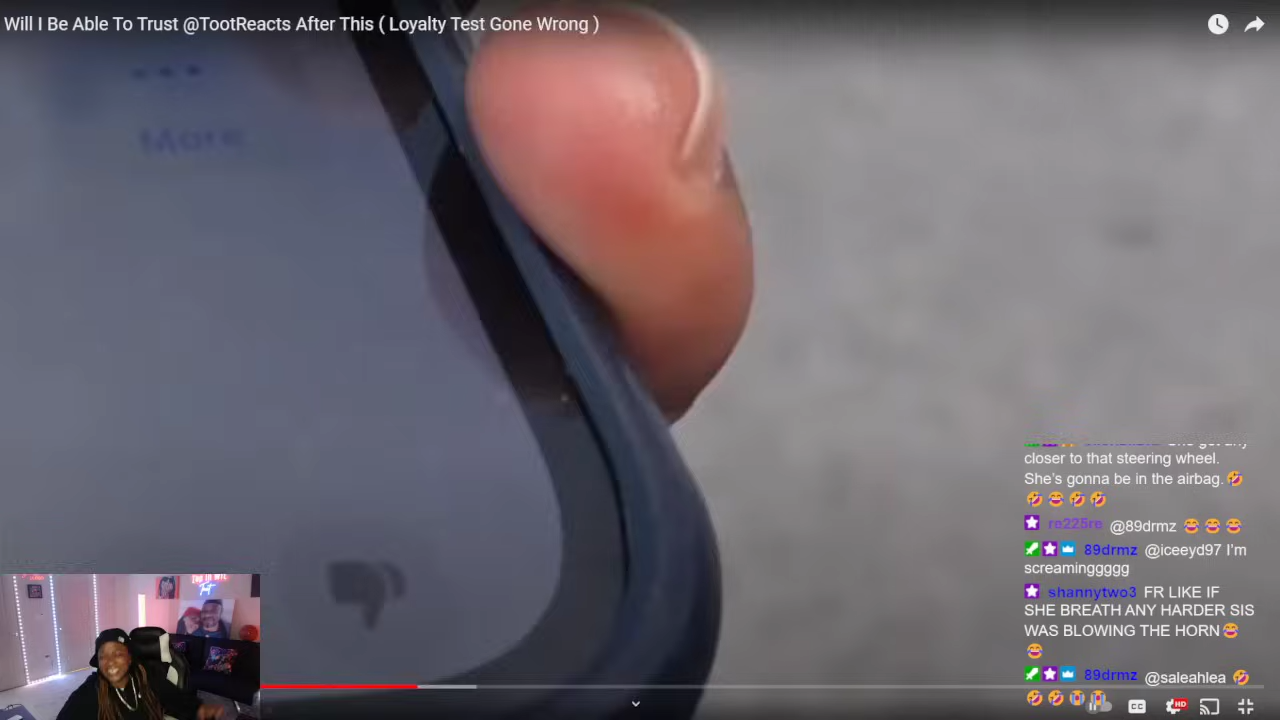 Will I Be Able To Trust @TootReacts After This ( Loyalty Test Gone Wrong )
More
closer to that steering wheel.
She's gonna be in the airbag.🤣
🤣😂🤣🤣
re225re @89drmz 😂😂😂
89drmz @iceeyd97 I'm
screaminggggg
shannytwo3 FR LIKE IF
SHE BREATH ANY HARDER SIS
WAS BLOWING THE HORN😂
😂
89drmz @saleahlea 🤣
🤣🤣😭😭
CC HD